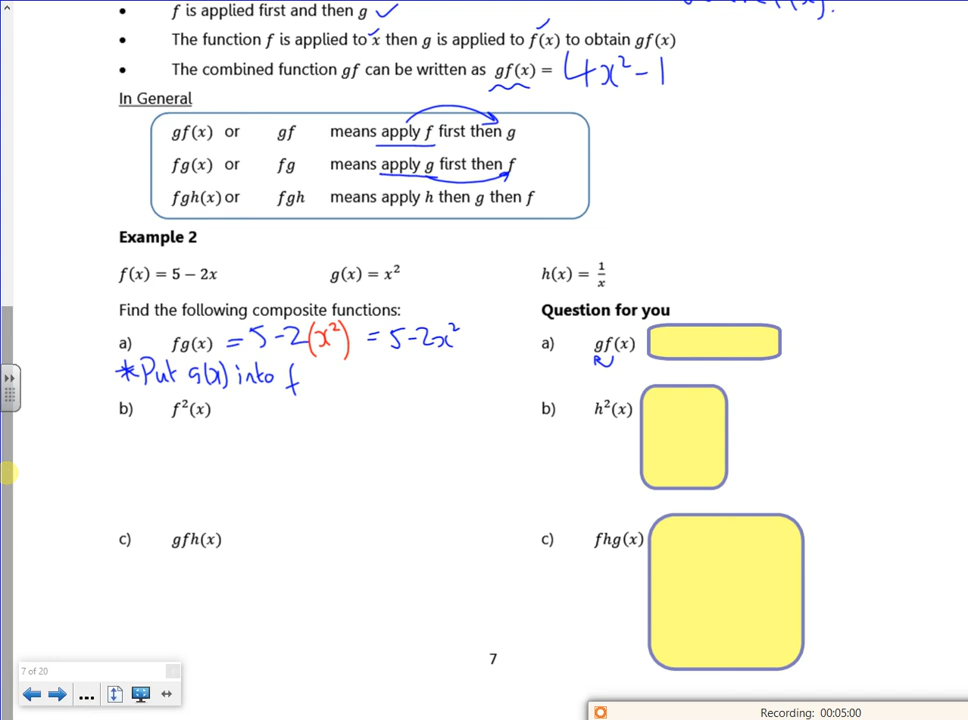 f is applied first and then g ✓
• The function f is applied to x then g is applied to f(x) to obtain gf(x)
• The combined function gf can be written as gf(x) = 4x² - 1
In General
gf(x) or gf means apply f first then g
fg(x) or fg means apply g first then f
fgh(x) or fgh means apply h then g then f
Example 2
f(x) = 5 − 2x g(x) = x² h(x) = 1/x
Find the following composite functions: Question for you
a) fg(x) = 5 - 2(x²) = 5 - 2x² a) gf(x)
*Put g(x) into f
b) f²(x) b) h²(x)
c) gfh(x) c) fhg(x)
7
7 of 20
Recording: 00:05:00